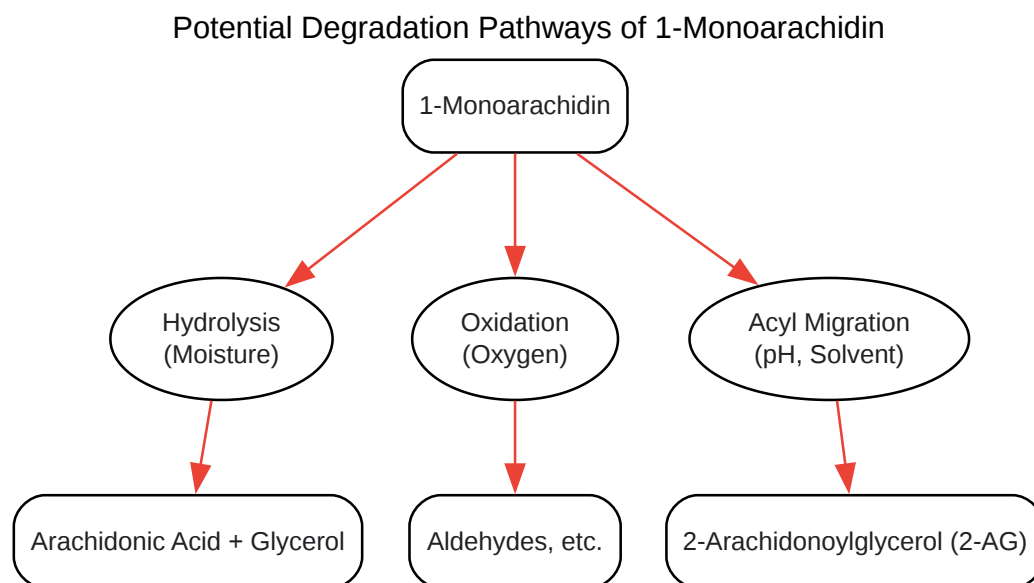 Potential Degradation Pathways of 1-Monoarachidin
1-Monoarachidin
Hydrolysis
(Moisture)
Oxidation
(Oxygen)
Acyl Migration
(pH, Solvent)
Arachidonic Acid + Glycerol
Aldehydes, etc.
2-Arachidonoylglycerol (2-AG)